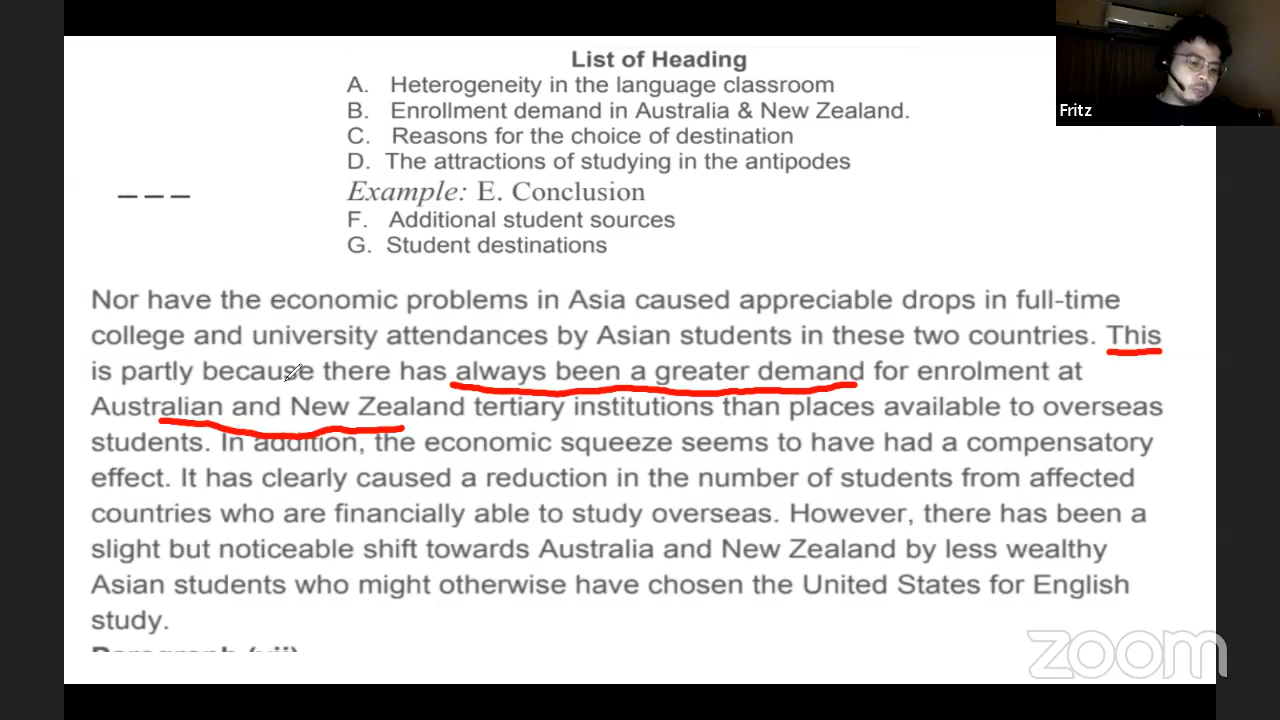 List of Heading
A. Heterogeneity in the language classroom
B. Enrollment demand in Australia & New Zealand.
C. Reasons for the choice of destination
D. The attractions of studying in the antipodes
Example: E. Conclusion
F. Additional student sources
G. Student destinations
Fritz
Nor have the economic problems in Asia caused appreciable drops in full-time
college and university attendances by Asian students in these two countries. This
is partly because there has always been a greater demand for enrolment at
Australian and New Zealand tertiary institutions than places available to overseas
students. In addition, the economic squeeze seems to have had a compensatory
effect. It has clearly caused a reduction in the number of students from affected
countries who are financially able to study overseas. However, there has been a
slight but noticeable shift towards Australia and New Zealand by less wealthy
Asian students who might otherwise have chosen the United States for English
study.
Paragraph (vii)
zoom